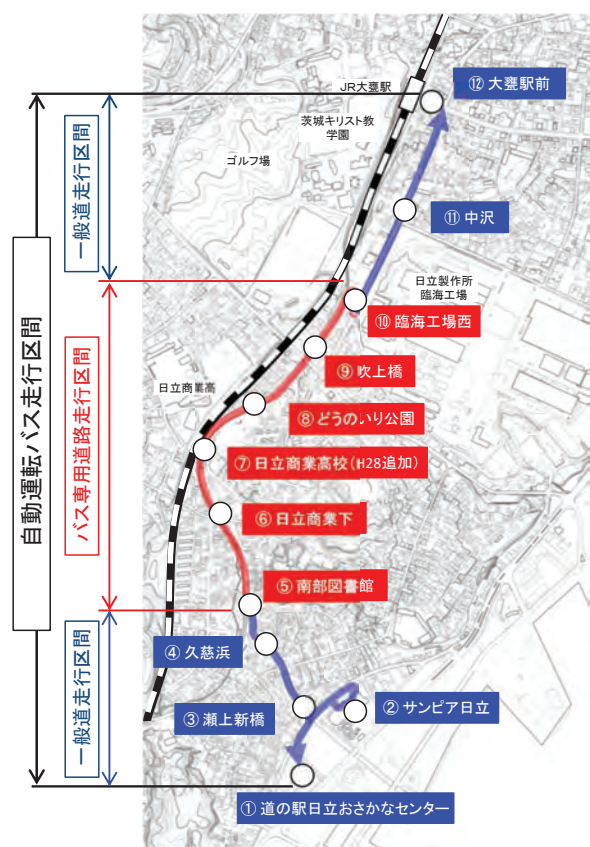 JR大甕駅
⑫ 大甕駅前
茨城キリスト教
学園
ゴルフ場
⑪ 中沢
日立製作所
臨海工場
⑩ 臨海工場西
⑨ 吹上橋
日立商業高
⑧ どうのいり公園
⑦ 日立商業高校(H28追加)
⑥ 日立商業下
⑤ 南部図書館
④ 久慈浜
③ 瀬上新橋
② サンピア日立
① 道の駅日立おさかなセンター
自動運転バス走行区間
一般道走行区間
バス専用道路走行区間
一般道走行区間